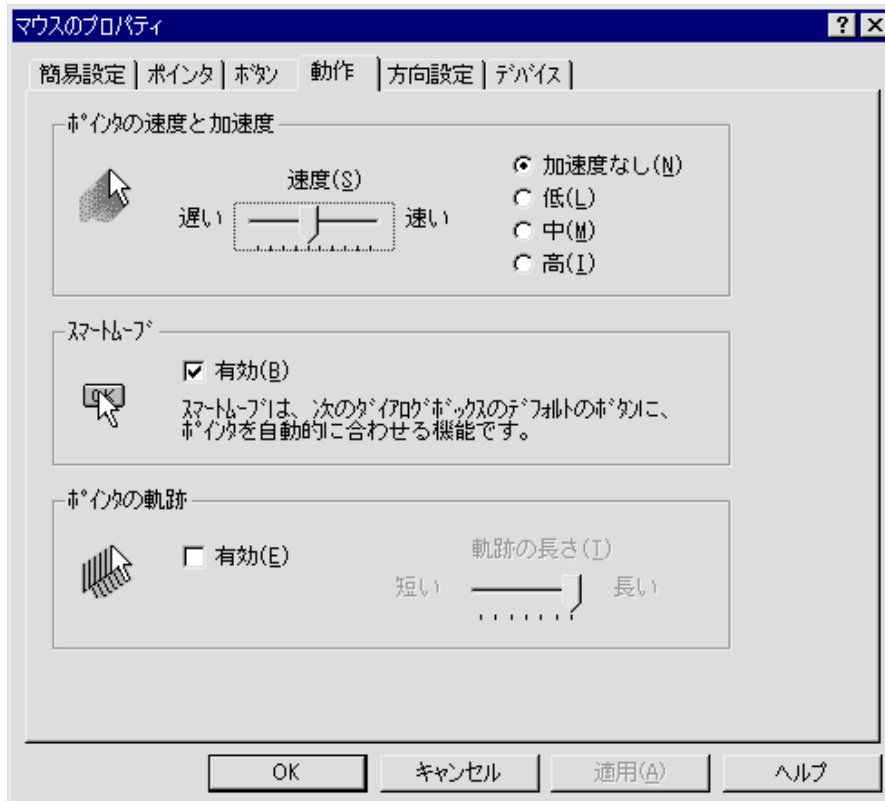 マウスのプロパティ
簡易設定 ポインタ ボタン 動作 方向設定 デバイス
ポインタの速度と加速度
速度(S)
遅い 速い
加速度なし(N)
低(L)
中(M)
高(I)
スマートムーブ
OK
有効(B)
スマートムーブは、次のダイアログボックスのデフォルトのボタンに、
ポインタを自動的に合わせる機能です。
ポインタの軌跡
有効(E)
軌跡の長さ(T)
短い 長い
OK キャンセル 適用(A) ヘルプ